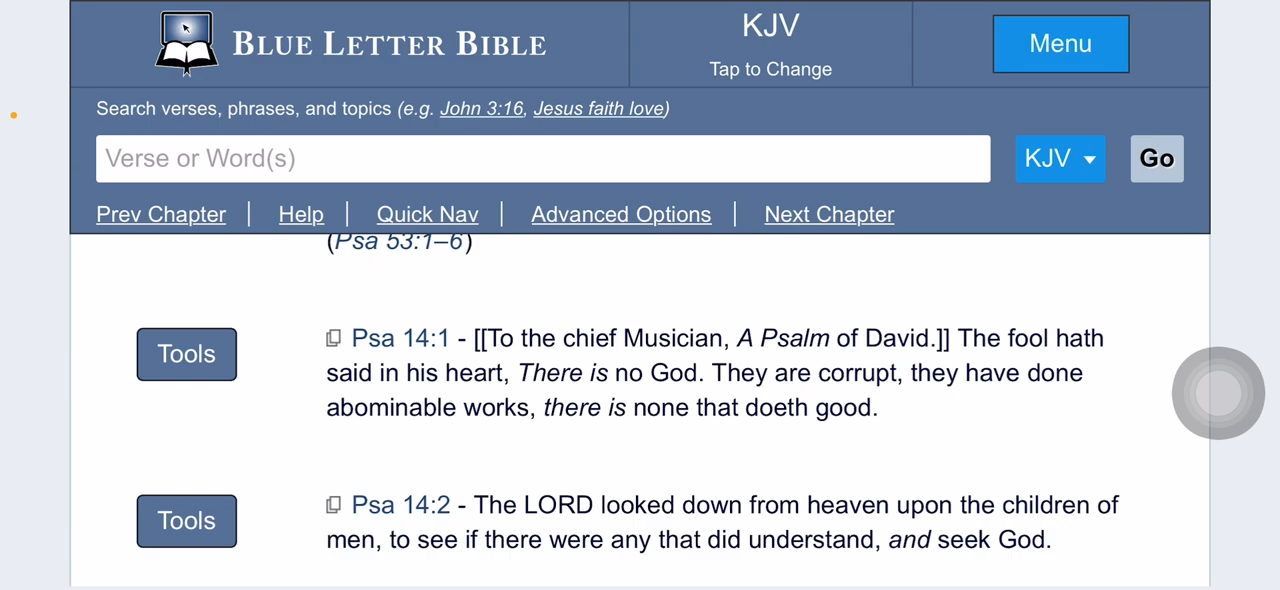 BLUE LETTER BIBLE
KJV
Tap to Change
Menu
Search verses, phrases, and topics (e.g. John 3:16, Jesus faith love)
Verse or Word(s)
KJV
Go
Prev Chapter | Help | Quick Nav | Advanced Options | Next Chapter
(Psa 53:1–6)
Tools
Psa 14:1 - [[To the chief Musician, A Psalm of David.]] The fool hath
said in his heart, There is no God. They are corrupt, they have done
abominable works, there is none that doeth good.
Tools
Psa 14:2 - The LORD looked down from heaven upon the children of
men, to see if there were any that did understand, and seek God.